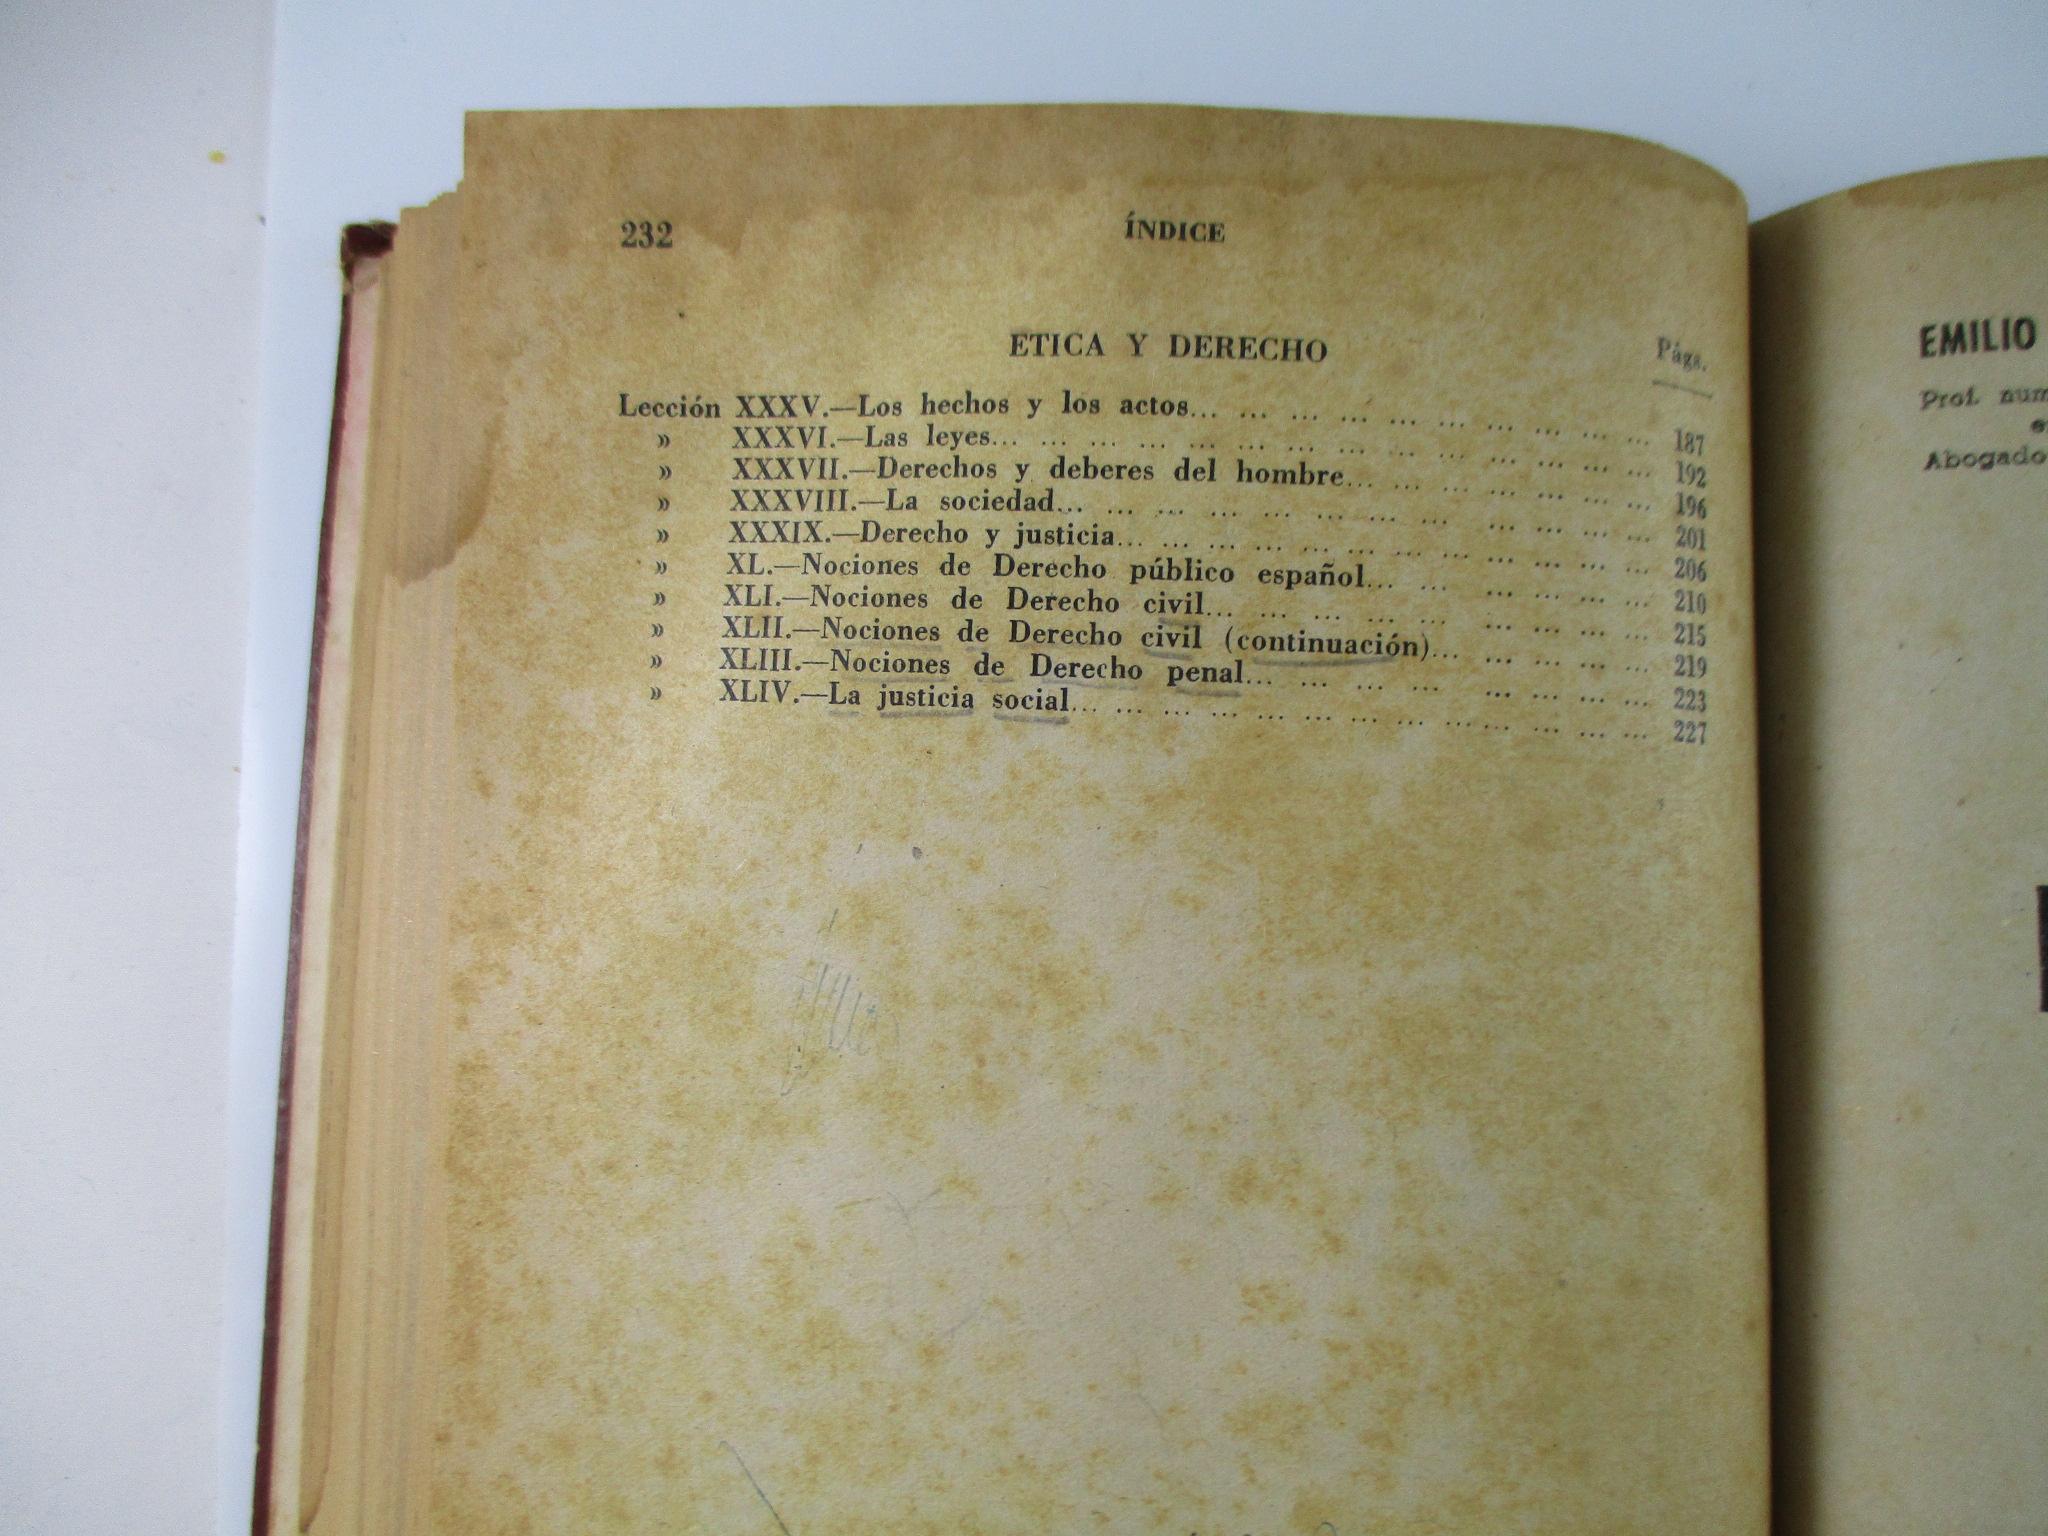 232 ÍNDICE
ETICA Y DERECHO
Págs.
Lección XXXV.—Los hechos y los actos... ... ... ... ... ... ... ... ... ... 187
» XXXVI.—Las leyes... ... ... ... ... ... ... ... ... ... ... ... ... ... 192
» XXXVII.—Derechos y deberes del hombre... ... ... ... ... ... ... 196
» XXXVIII.—La sociedad... ... ... ... ... ... ... ... ... ... ... ... 201
» XXXIX.—Derecho y justicia... ... ... ... ... ... ... ... ... ... ... ... 206
» XL.—Nociones de Derecho público español... ... ... ... ... ... ... 210
» XLI.—Nociones de Derecho civil... ... ... ... ... ... ... ... ... ... 215
» XLII.—Nociones de Derecho civil (continuación)... ... ... ... ... 219
» XLIII.—Nociones de Derecho penal... ... ... ... ... ... ... ... ... 223
» XLIV.—La justicia social... ... ... ... ... ... ... ... ... ... ... ... ... 227
EMILIO
Prof. num
Abogado